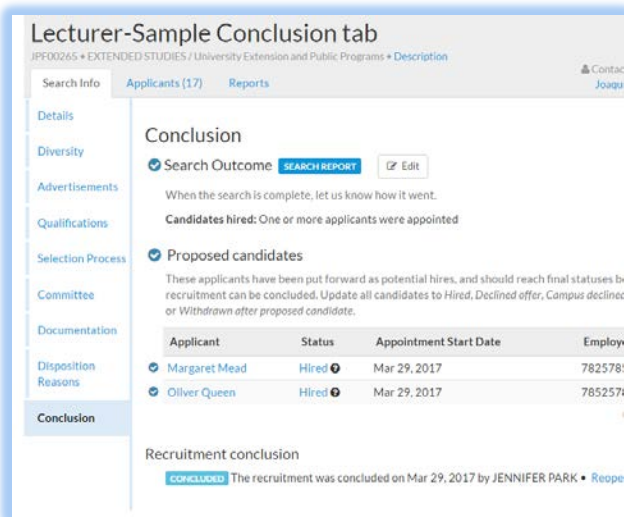 Lecturer-Sample Conclusion tab
JPF00265 • EXTENDED STUDIES / University Extension and Public Programs • Description
Contac
Joaqu
Search Info
Applicants (17)
Reports
Details
Diversity
Advertisements
Qualifications
Selection Process
Committee
Documentation
Disposition
Reasons
Conclusion
Conclusion
Search Outcome SEARCH REPORT Edit
When the search is complete, let us know how it went.
Candidates hired: One or more applicants were appointed
Proposed candidates
These applicants have been put forward as potential hires, and should reach final statuses be
recruitment can be concluded. Update all candidates to Hired, Declined offer, Campus declined
or Withdrawn after proposed candidate.
Applicant Status Appointment Start Date Employe
Margaret Mead Hired Mar 29, 2017 7825785
Oliver Queen Hired Mar 29, 2017 7852578
Recruitment conclusion
CONCLUDED The recruitment was concluded on Mar 29, 2017 by JENNIFER PARK • Reope